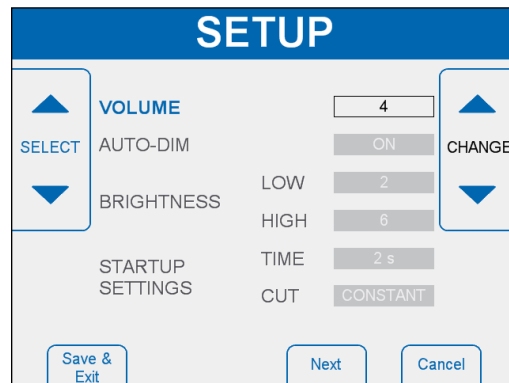 SETUP
VOLUME 4
SELECT AUTO-DIM ON CHANGE
BRIGHTNESS LOW 2
HIGH 6
STARTUP SETTINGS TIME 2 s
CUT CONSTANT
Save & Exit Next Cancel